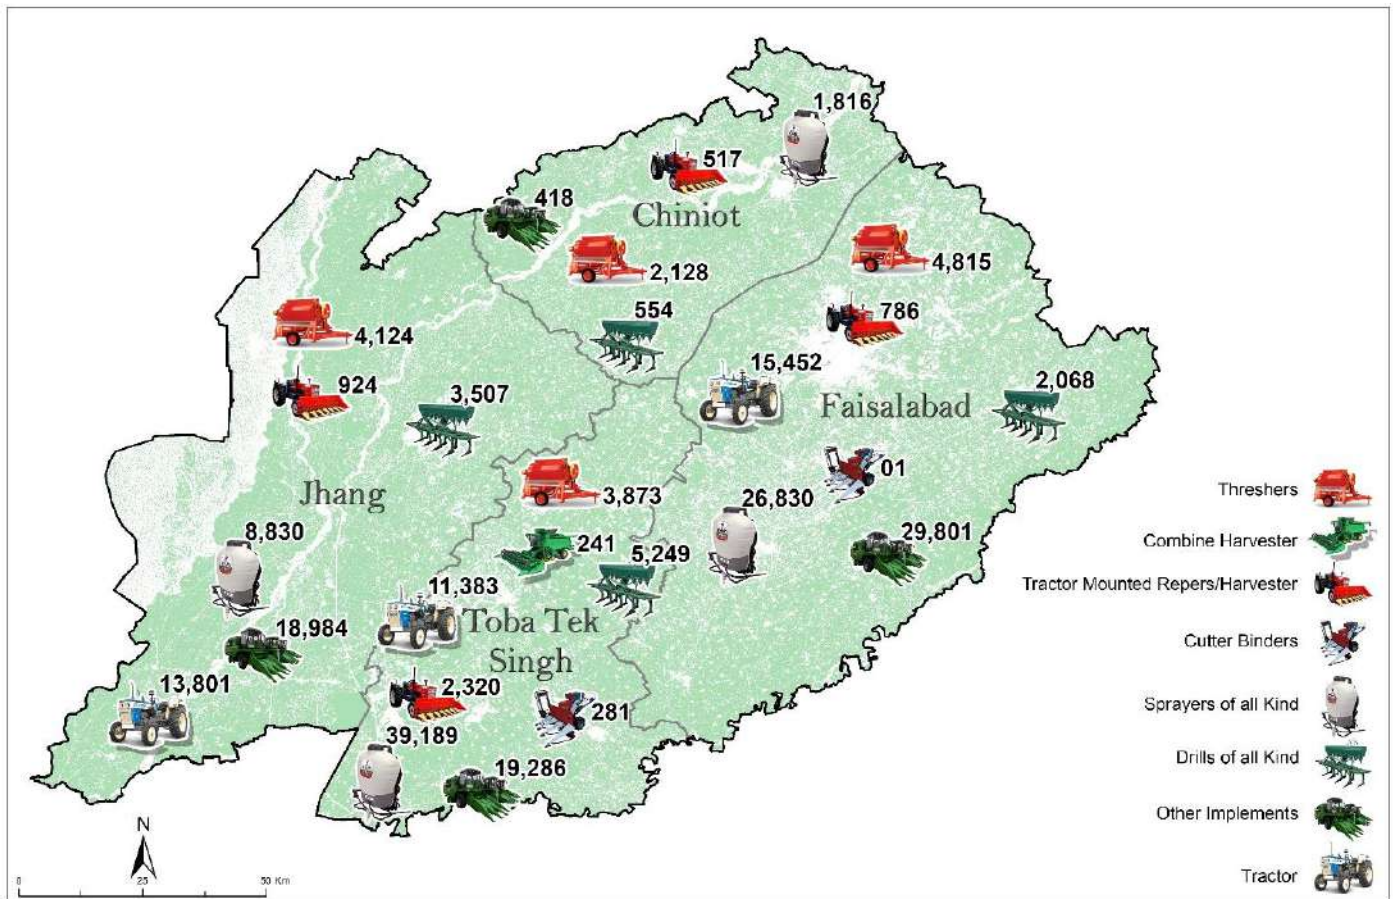 1,816
517
418
Chiniot
2,128
4,815
554
786
4,124
15,452
924
3,507
2,068
Faisalabad
01
3,873
Jhang
26,830
Threshers
8,830
241
29,801
Combine Harvester
5,249
11,383
Tractor Mounted Repers/Harvester
18,984
Toba Tek
Singh
Cutter Binders
13,801
2,320
281
Sprayers of all Kind
39,189
19,286
Drills of all Kind
Other Implements
N
Tractor
0 25 50 Km